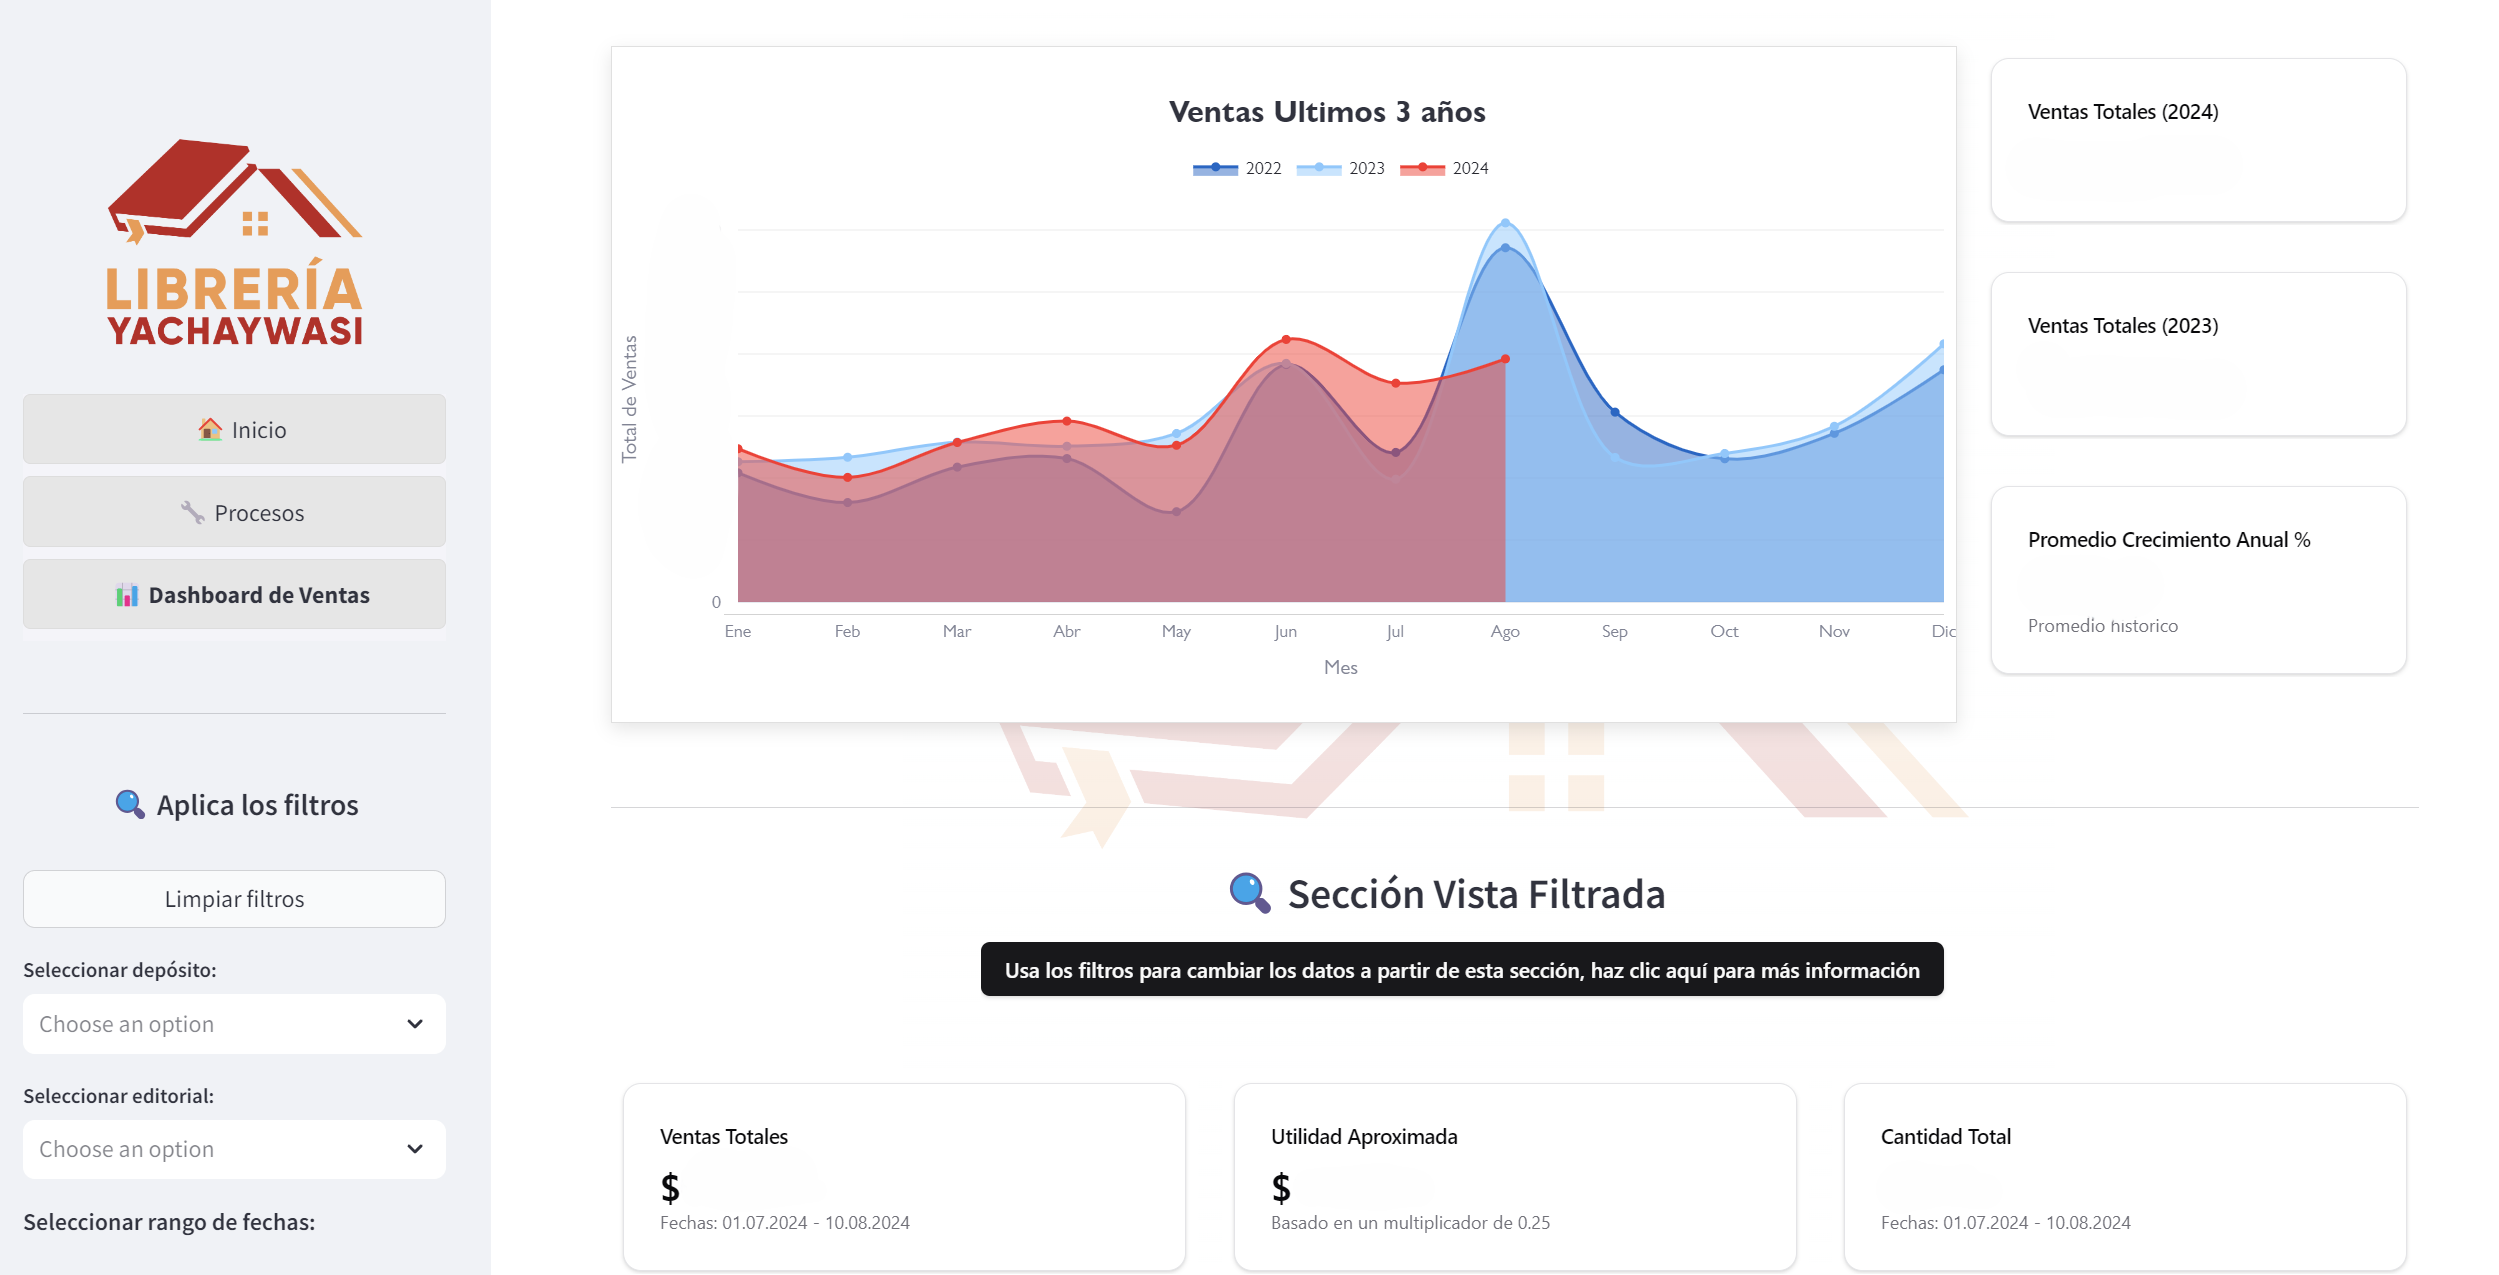 LIBRERÍA
YACHAYWASI
Inicio
Procesos
Dashboard de Ventas
Aplica los filtros
Limpiar filtros
Seleccionar depósito:
Choose an option
Seleccionar editorial:
Choose an option
Seleccionar rango de fechas:
Ventas Ultimos 3 años
2022 2023 2024
Total de Ventas
0
Ene Feb Mar Abr May Jun Jul Ago Sep Oct Nov Dic
Mes
Ventas Totales (2024)
Ventas Totales (2023)
Promedio Crecimiento Anual %
Promedio historico
Sección Vista Filtrada
Usa los filtros para cambiar los datos a partir de esta sección, haz clic aquí para más información
Ventas Totales
$
Fechas: 01.07.2024 - 10.08.2024
Utilidad Aproximada
$
Basado en un multiplicador de 0.25
Cantidad Total
Fechas: 01.07.2024 - 10.08.2024